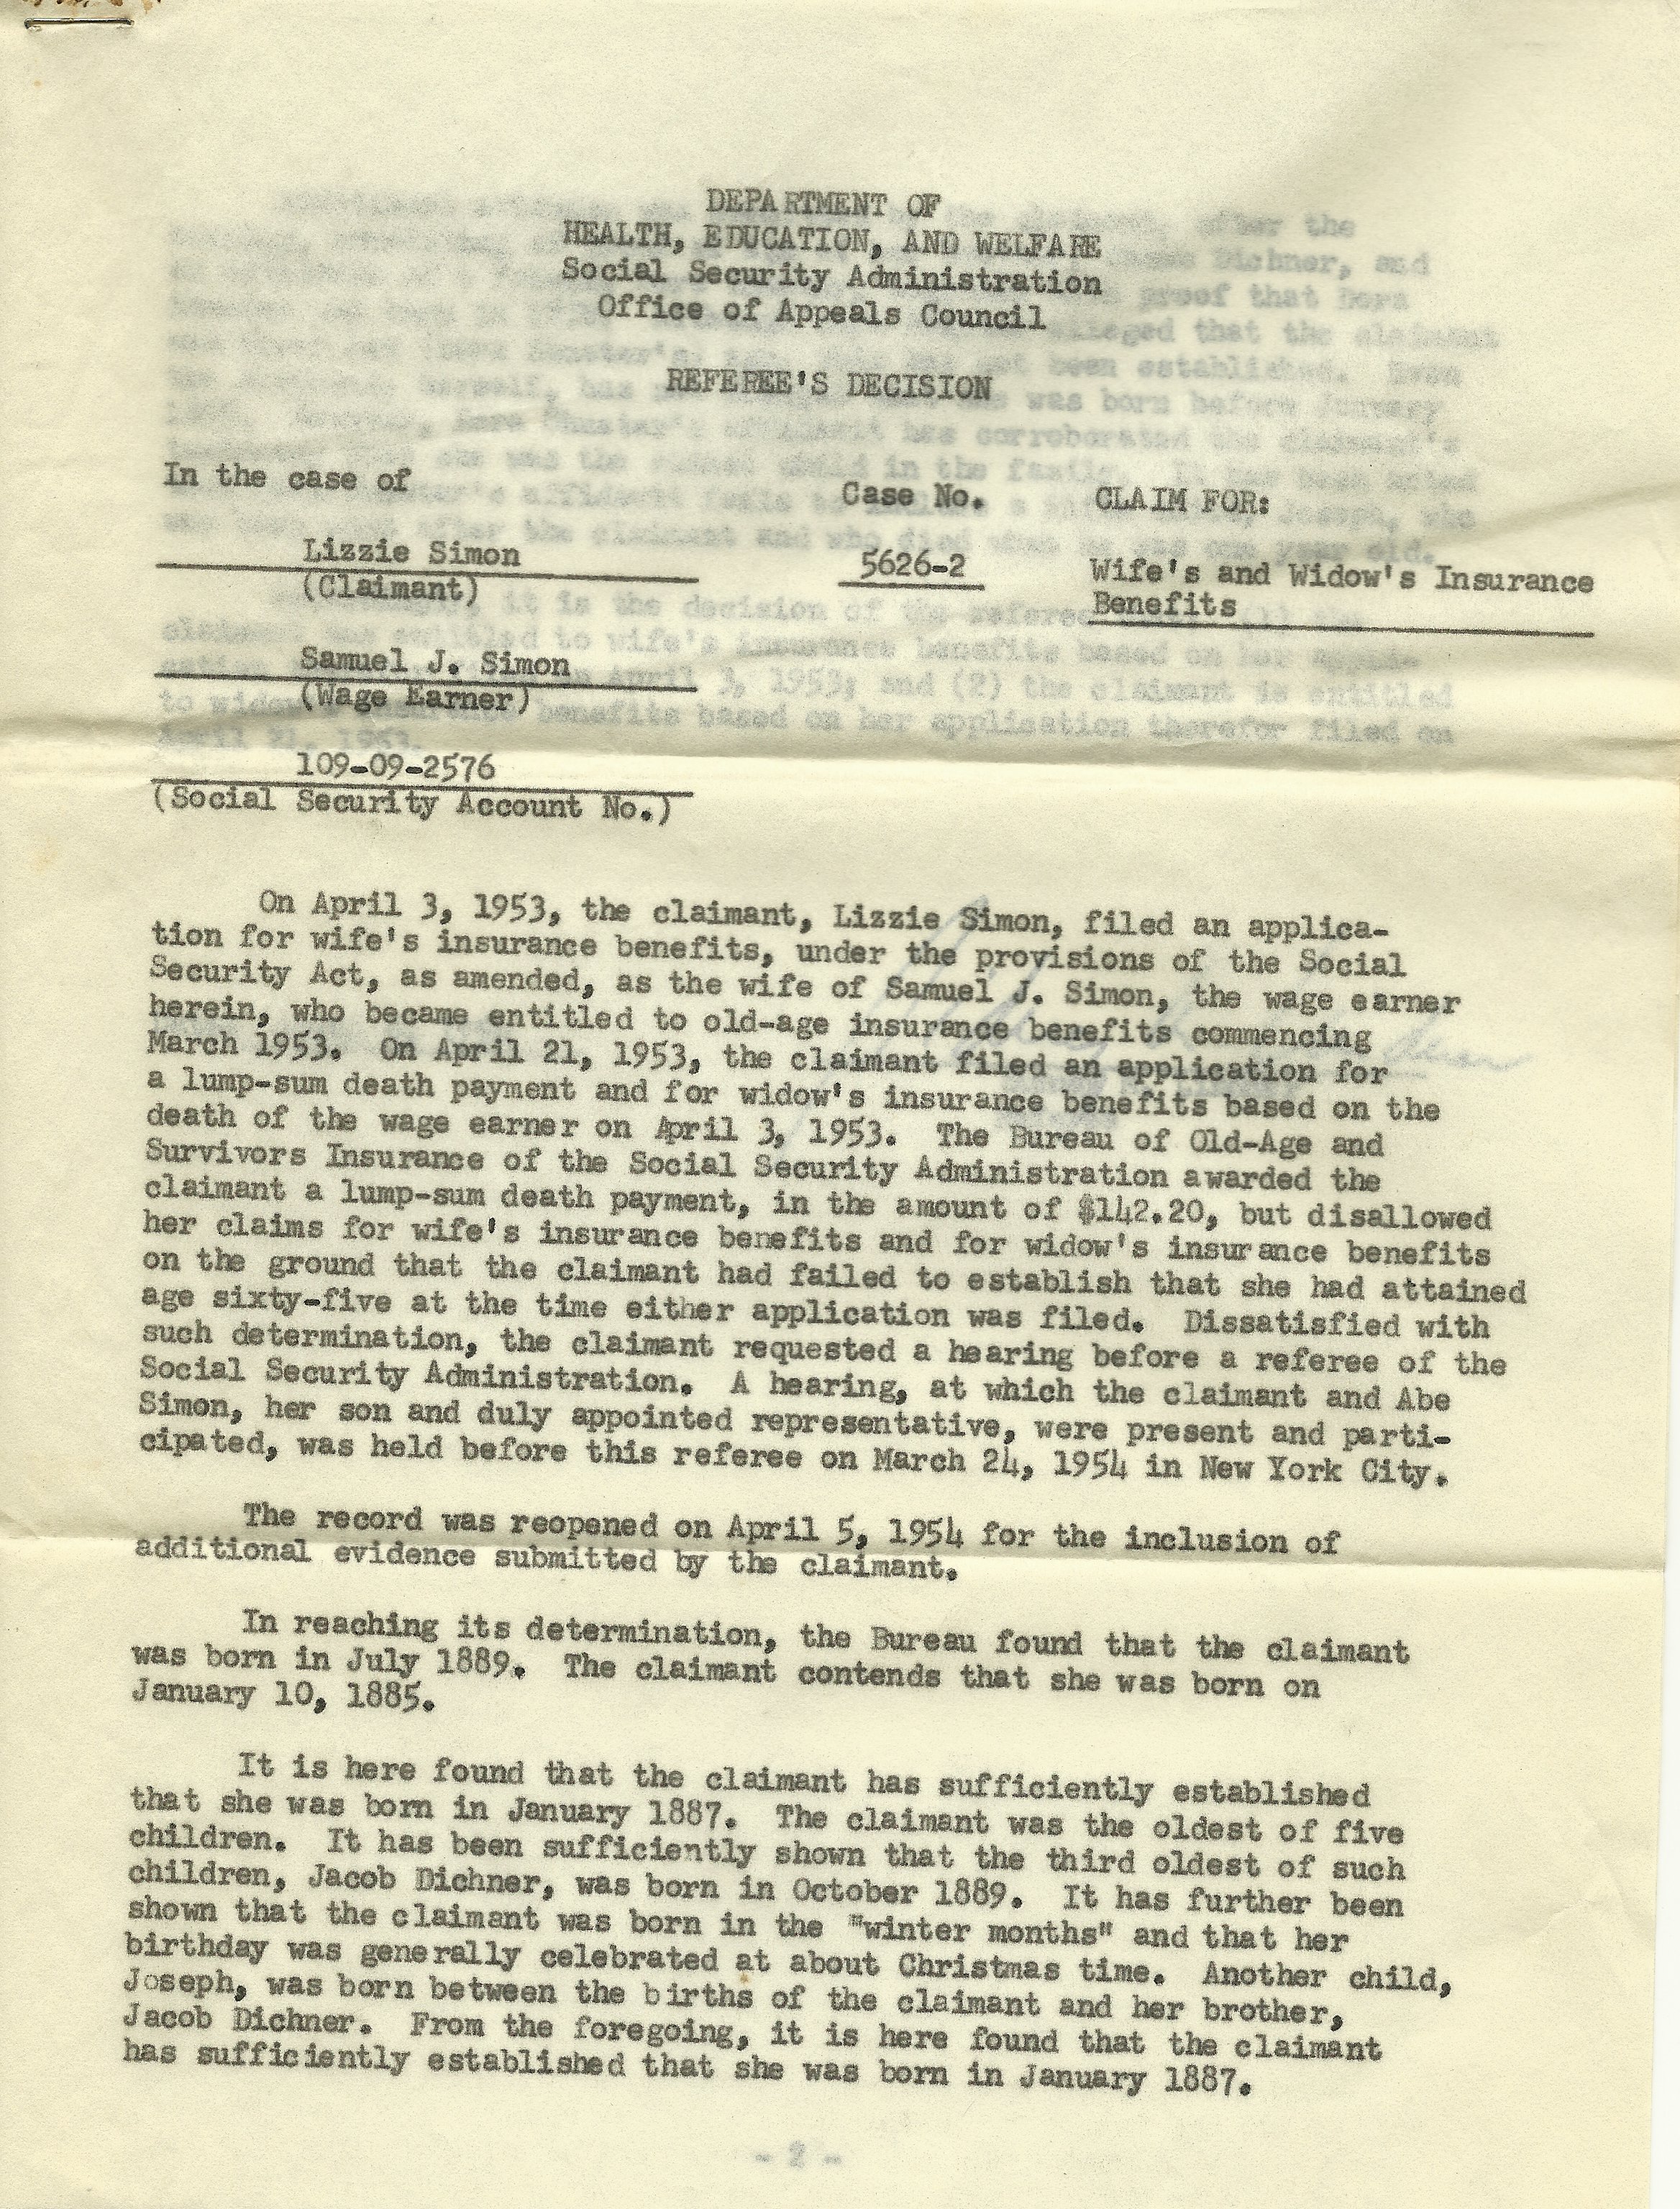 DEPARTMENT OF
HEALTH, EDUCATION, AND WELFARE
Social Security Administration
Office of Appeals Council
REFEREE'S DECISION
In the case of
Case No.
CLAIM FOR:
Lizzie Simon
(Claimant)
5626-2
Wife's and Widow's Insurance
Benefits
Samuel J. Simon
(Wage Earner)
109-09-2576
(Social Security Account No.)
On April 3, 1953, the claimant, Lizzie Simon, filed an applica-
tion for wife's insurance benefits, under the provisions of the Social
Security Act, as amended, as the wife of Samuel J. Simon, the wage earner
herein, who became entitled to old-age insurance benefits commencing
March 1953. On April 21, 1953, the claimant filed an application for
a lump-sum death payment and for widow's insurance benefits based on the
death of the wage earner on April 3, 1953. The Bureau of Old-Age and
Survivors Insurance of the Social Security Administration awarded the
claimant a lump-sum death payment, in the amount of $142.20, but disallowed
her claims for wife's insurance benefits and for widow's insurance benefits
on the ground that the claimant had failed to establish that she had attained
age sixty-five at the time either application was filed. Dissatisfied with
such determination, the claimant requested a hearing before a referee of the
Social Security Administration. A hearing, at which the claimant and Abe
Simon, her son and duly appointed representative, were present and parti-
cipated, was held before this referee on March 24, 1954 in New York City.
The record was reopened on April 5, 1954 for the inclusion of
additional evidence submitted by the claimant.
In reaching its determination, the Bureau found that the claimant
was born in July 1889. The claimant contends that she was born on
January 10, 1885.
It is here found that the claimant has sufficiently established
that she was born in January 1887. The claimant was the oldest of five
children. It has been sufficiently shown that the third oldest of such
children, Jacob Dichner, was born in October 1889. It has further been
shown that the claimant was born in the "winter months" and that her
birthday was generally celebrated at about Christmas time. Another child,
Joseph, was born between the births of the claimant and her brother,
Jacob Dichner. From the foregoing, it is here found that the claimant
has sufficiently established that she was born in January 1887.
- 2 -